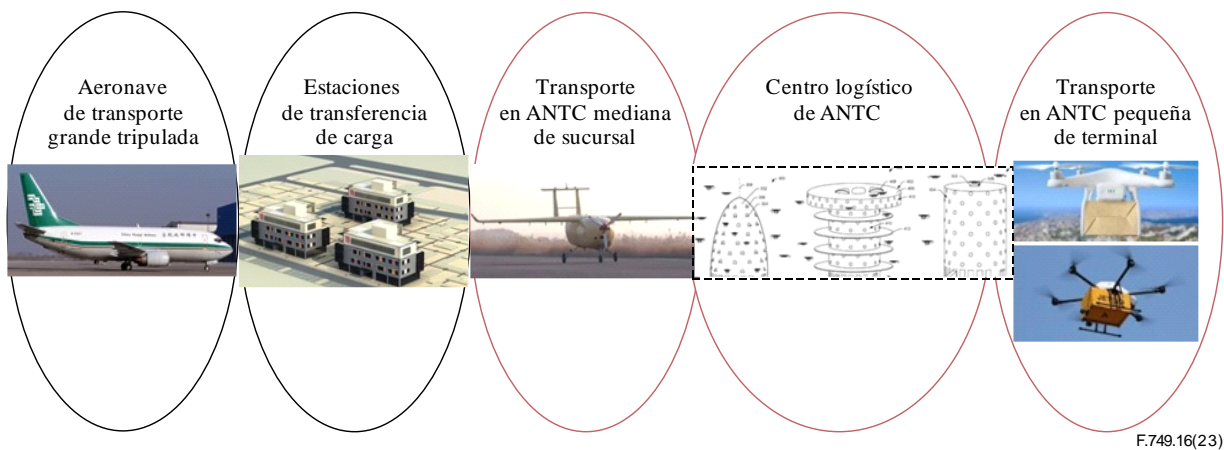 Aeronave
de transporte
grande tripulada
Estaciones
de transferencia
de carga
Transporte
en ANTC mediana
de sucursal
Centro logístico
de ANTC
Transporte
en ANTC pequeña
de terminal
F.749.16(23)